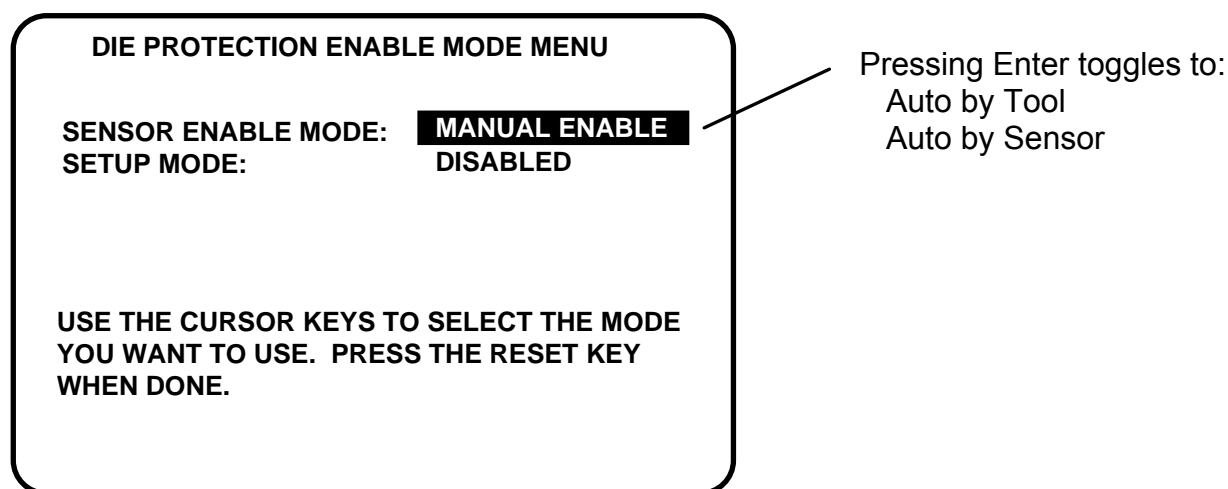 DIE PROTECTION ENABLE MODE MENU
SENSOR ENABLE MODE: MANUAL ENABLE
SETUP MODE: DISABLED
USE THE CURSOR KEYS TO SELECT THE MODE
YOU WANT TO USE. PRESS THE RESET KEY
WHEN DONE.
Pressing Enter toggles to:
Auto by Tool
Auto by Sensor